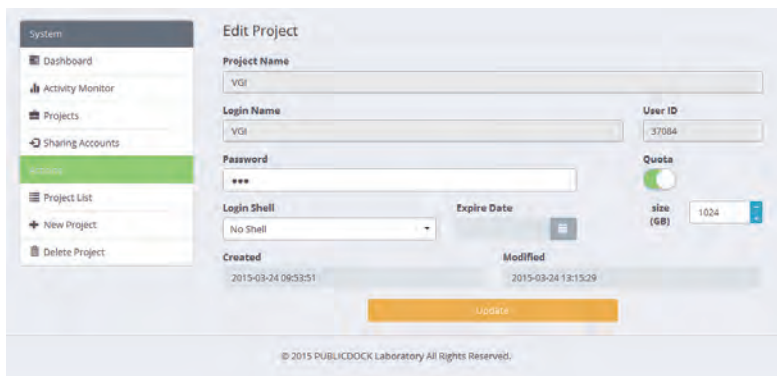 System
Dashboard
Activity Monitor
Projects
Sharing Accounts
Project List
New Project
Delete Project
Edit Project
Project Name
VGI
Login Name
User ID
VGI
37084
Password
Quota
•••
Login Shell
Expire Date
size
(GB)
1024
No Shell
Created
Modified
2015-03-24 09:53:51
2015-03-24 13:15:29
Update
© 2015 PUBLICDOCK Laboratory All Rights Reserved.